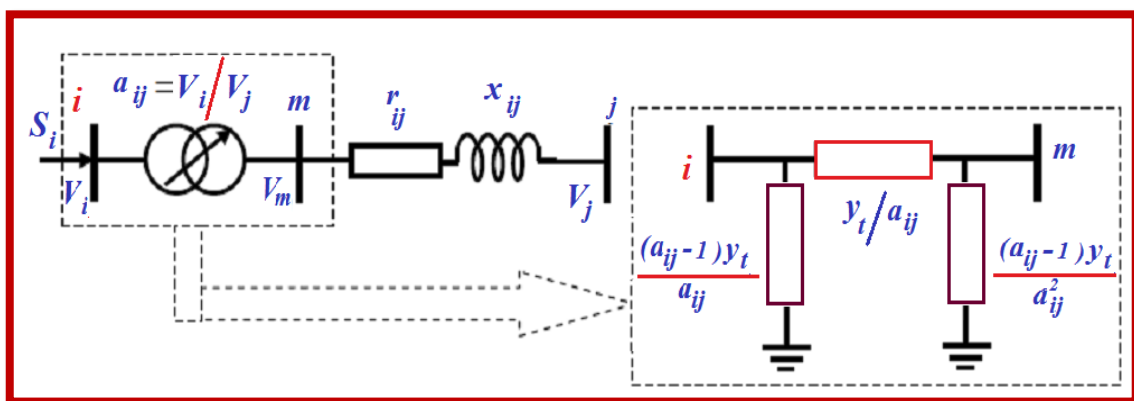 a_ij = V_i / V_j
i
m
r_ij
x_ij
j
S_i
V_i
V_m
V_j
i
m
y_t / a_ij
(a_ij - 1) y_t
a_ij
(a_ij - 1) y_t
a_ij^2